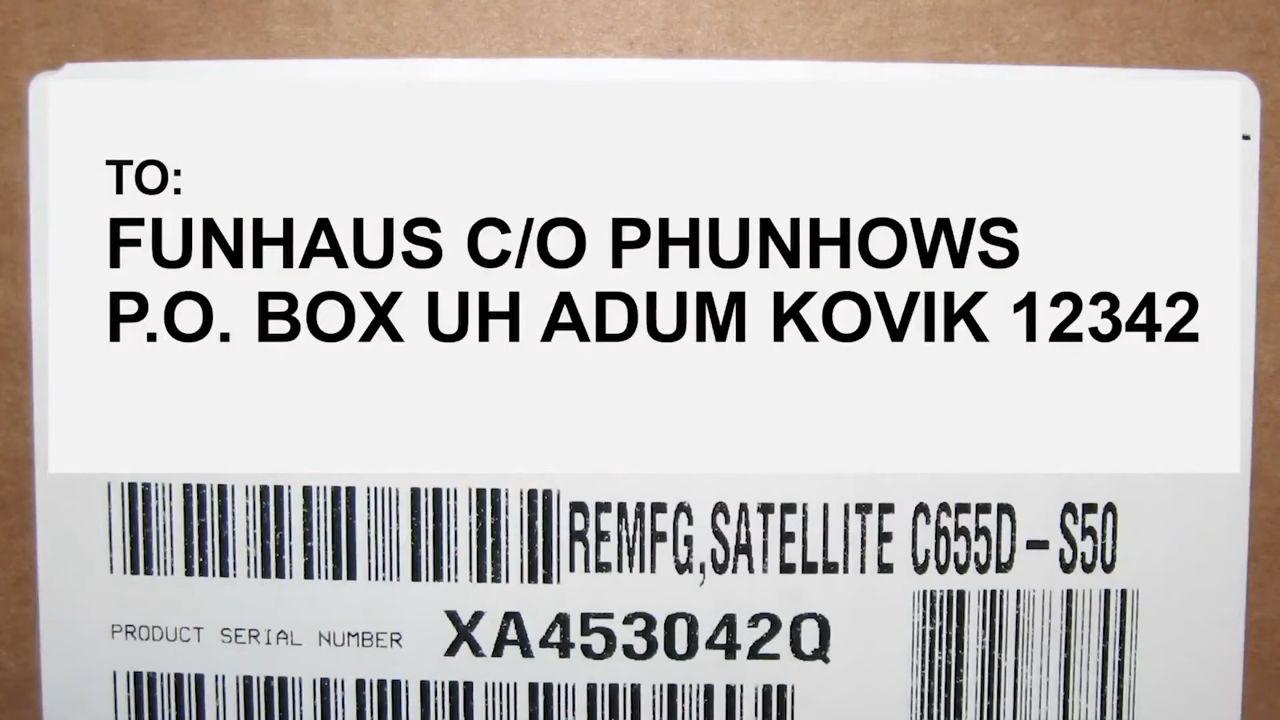 TO:
FUNHAUS C/O PHUNHOWS
P.O. BOX UH ADUM KOVIK 12342
REMFG,SATELLITE C655D-S50
PRODUCT SERIAL NUMBER XA453042Q